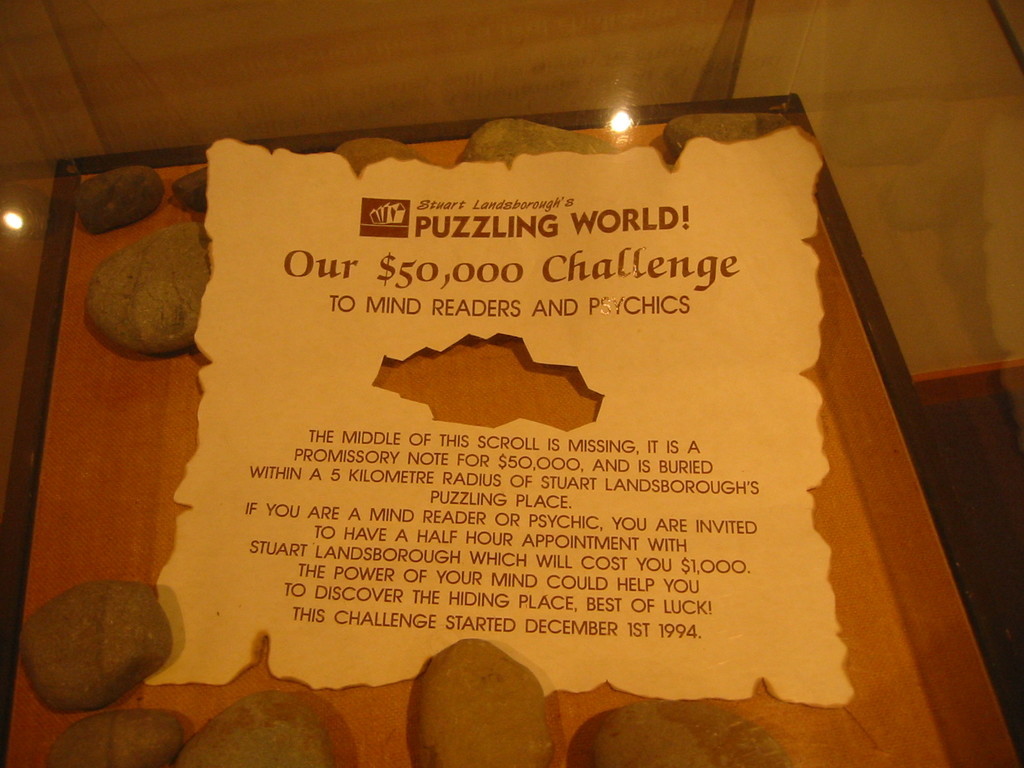 Stuart Landsborough's
PUZZLING WORLD!
Our $50,000 Challenge
TO MIND READERS AND PSYCHICS
THE MIDDLE OF THIS SCROLL IS MISSING, IT IS A
PROMISSORY NOTE FOR $50,000, AND IS BURIED
WITHIN A 5 KILOMETRE RADIUS OF STUART LANDSBOROUGH'S
PUZZLING PLACE.
IF YOU ARE A MIND READER OR PSYCHIC, YOU ARE INVITED
TO HAVE A HALF HOUR APPOINTMENT WITH
STUART LANDSBOROUGH WHICH WILL COST YOU $1,000.
THE POWER OF YOUR MIND COULD HELP YOU
TO DISCOVER THE HIDING PLACE, BEST OF LUCK!
THIS CHALLENGE STARTED DECEMBER 1ST 1994.